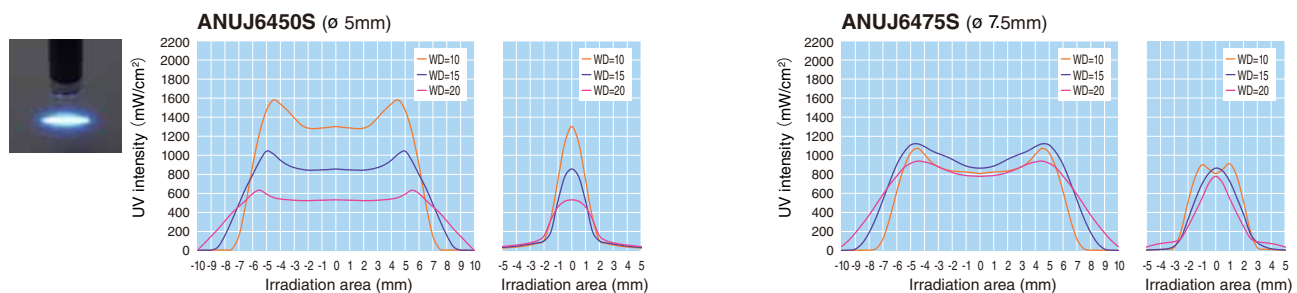 ANUJ6450S (ø 5mm)
UV intensity (mW/cm²)
2200
2000
1800
1600
1400
1200
1000
800
600
400
200
0
WD=10
WD=15
WD=20
-10 -9 -8 -7 -6 -5 -4 -3 -2 -1 0 1 2 3 4 5 6 7 8 9 10
Irradiation area (mm)
WD=10
WD=15
WD=20
-5 -4 -3 -2 -1 0 1 2 3 4 5
Irradiation area (mm)
ANUJ6475S (ø 7.5mm)
UV intensity (mW/cm²)
2200
2000
1800
1600
1400
1200
1000
800
600
400
200
0
WD=10
WD=15
WD=20
-10 -9 -8 -7 -6 -5 -4 -3 -2 -1 0 1 2 3 4 5 6 7 8 9 10
Irradiation area (mm)
WD=10
WD=15
WD=20
-5 -4 -3 -2 -1 0 1 2 3 4 5
Irradiation area (mm)